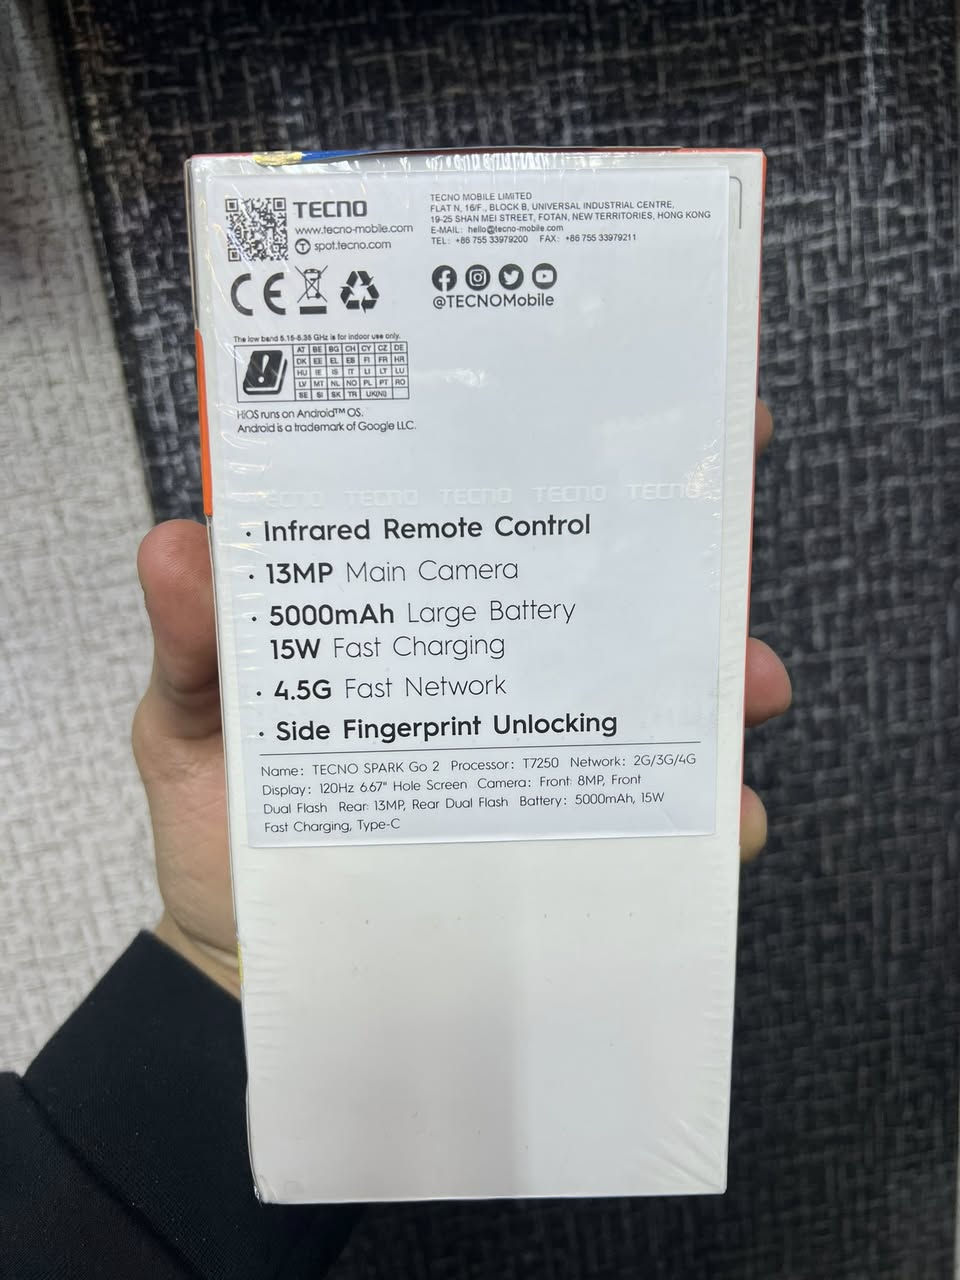 TECNO
www.tecno-mobile.com
spot.tecno.com
TECNO MOBILE LIMITED
FLAT N, 16/F., BLOCK B, UNIVERSAL INDUSTRIAL CENTRE,
19-25 SHAN MEI STREET, FOTAN, NEW TERRITORIES, HONG KONG
E-MAIL: hello@tecno-mobile.com
TEL: +86 755 33979200 FAX: +86 755 33979211
CE
@TECNOMobile
The low band 5.15-5.35 GHz is for indoor use only.
AT BE BG CH CY CZ DE
DK EE EL ES FI FR HR
HU IE IS IT LI LT LU
LV MT NL NO PL PT RO
SE SI SK TR UK(NI)
HiOS runs on Android™ OS.
Android is a trademark of Google LLC.
TECNO TECNO TECNO TECNO TECNO
· Infrared Remote Control
· 13MP Main Camera
· 5000mAh Large Battery
15W Fast Charging
· 4.5G Fast Network
· Side Fingerprint Unlocking
Name: TECNO SPARK Go 2 Processor: T7250 Network: 2G/3G/4G
Display: 120Hz 6.67" Hole Screen Camera: Front: 8MP, Front
Dual Flash Rear: 13MP, Rear Dual Flash Battery: 5000mAh, 15W
Fast Charging, Type-C